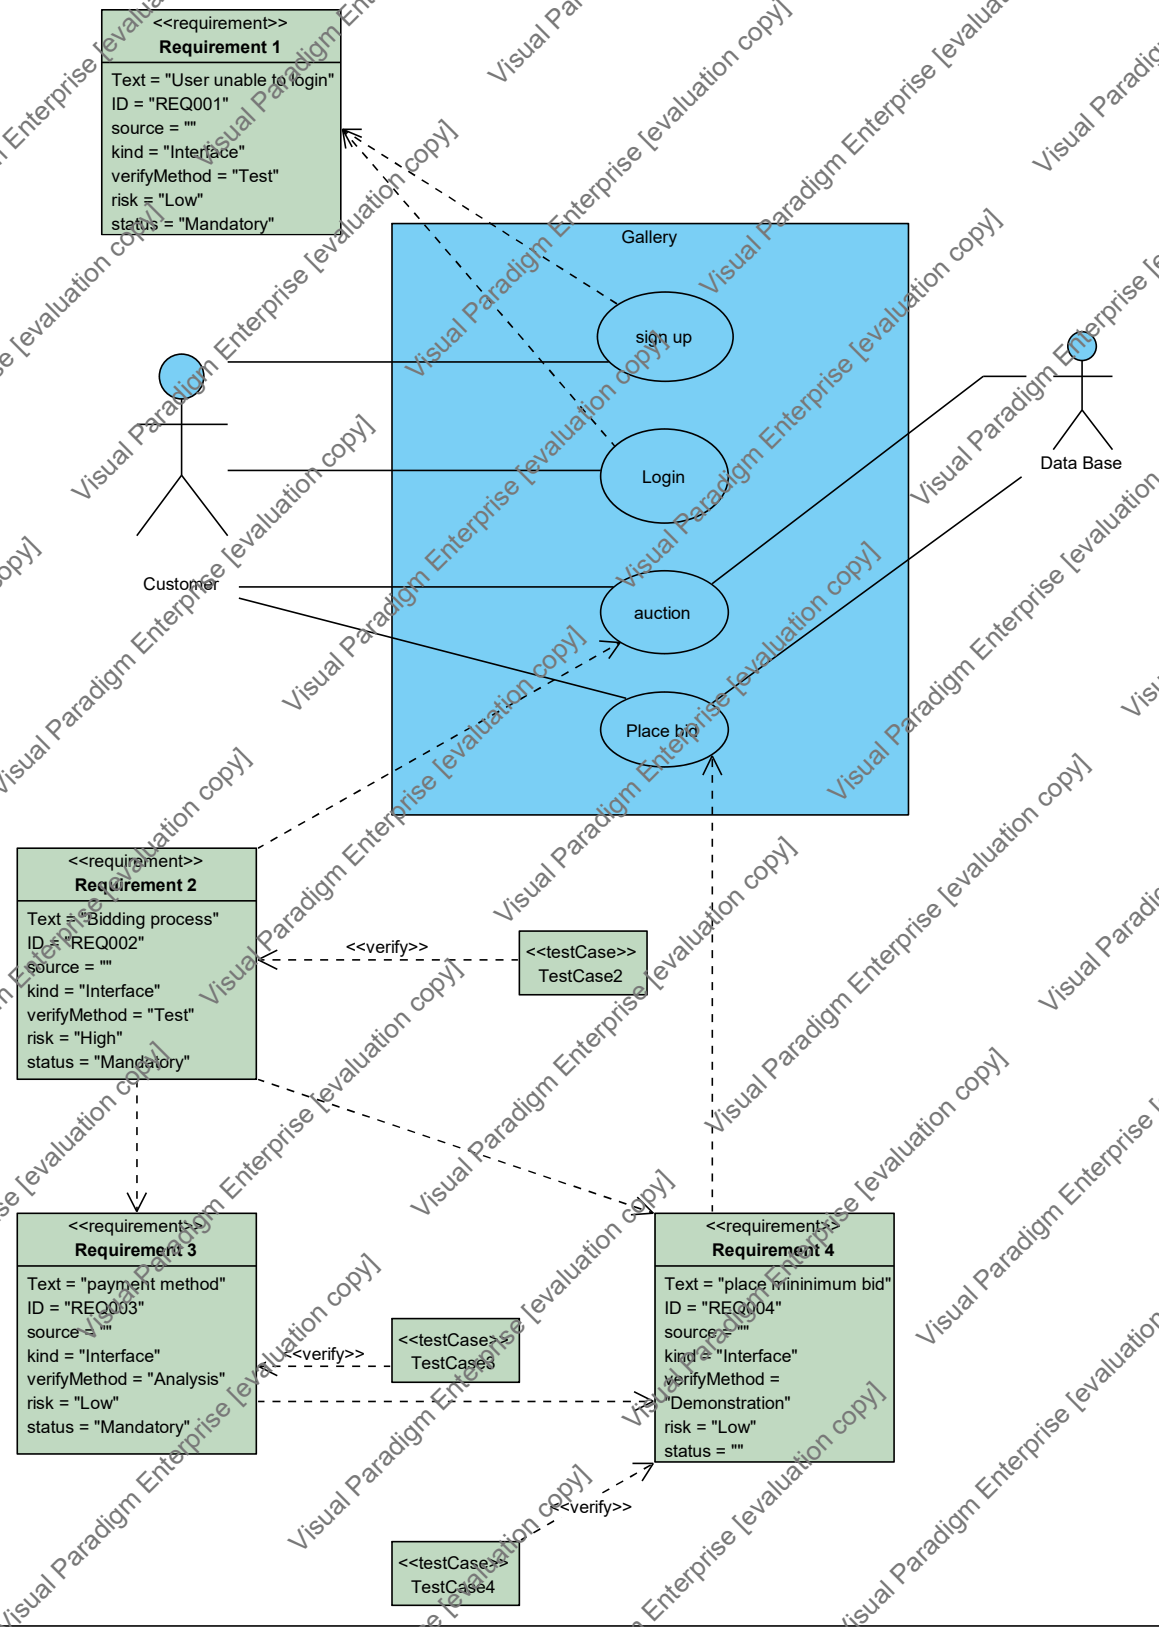 <<requirement>>
Requirement 1
Text = "User unable to login"
ID = "REQ001"
source = ""
kind = "Interface"
verifyMethod = "Test"
risk = "Low"
status = "Mandatory"
Gallery
sign up
Login
Data Base
Customer
auction
Place bid
<<requirement>>
Requirement 2
Text = "Bidding process"
ID = "REQ002"
source = ""
kind = "Interface"
verifyMethod = "Test"
risk = "High"
status = "Mandatory"
<<verify>>
<<testCase>>
TestCase2
<<requirement>>
Requirement 3
Text = "payment method"
ID = "REQ003"
source = ""
kind = "Interface"
verifyMethod = "Analysis"
risk = "Low"
status = "Mandatory"
<<verify>>
<<testCase>>
TestCase3
<<requirement>>
Requirement 4
Text = "place mininimum bid"
ID = "REQ004"
source = ""
kind = "Interface"
verifyMethod =
"Demonstration"
risk = "Low"
status = ""
<<verify>>
<<testCase>>
TestCase4
Visual Paradigm Enterprise [evaluation copy]